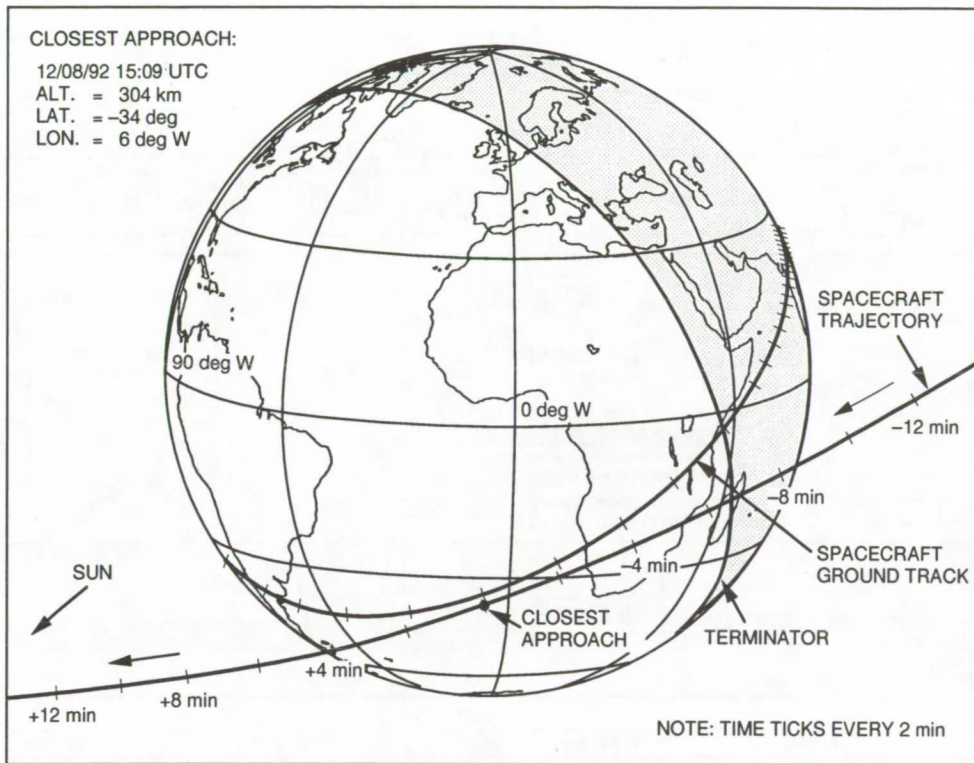 CLOSEST APPROACH:
12/08/92 15:09 UTC
ALT. = 304 km
LAT. = –34 deg
LON. = 6 deg W
SPACECRAFT
TRAJECTORY
90 deg W
0 deg W
–12 min
–8 min
–4 min
SPACECRAFT
GROUND TRACK
SUN
CLOSEST
APPROACH
TERMINATOR
+4 min
+8 min
+12 min
NOTE: TIME TICKS EVERY 2 min